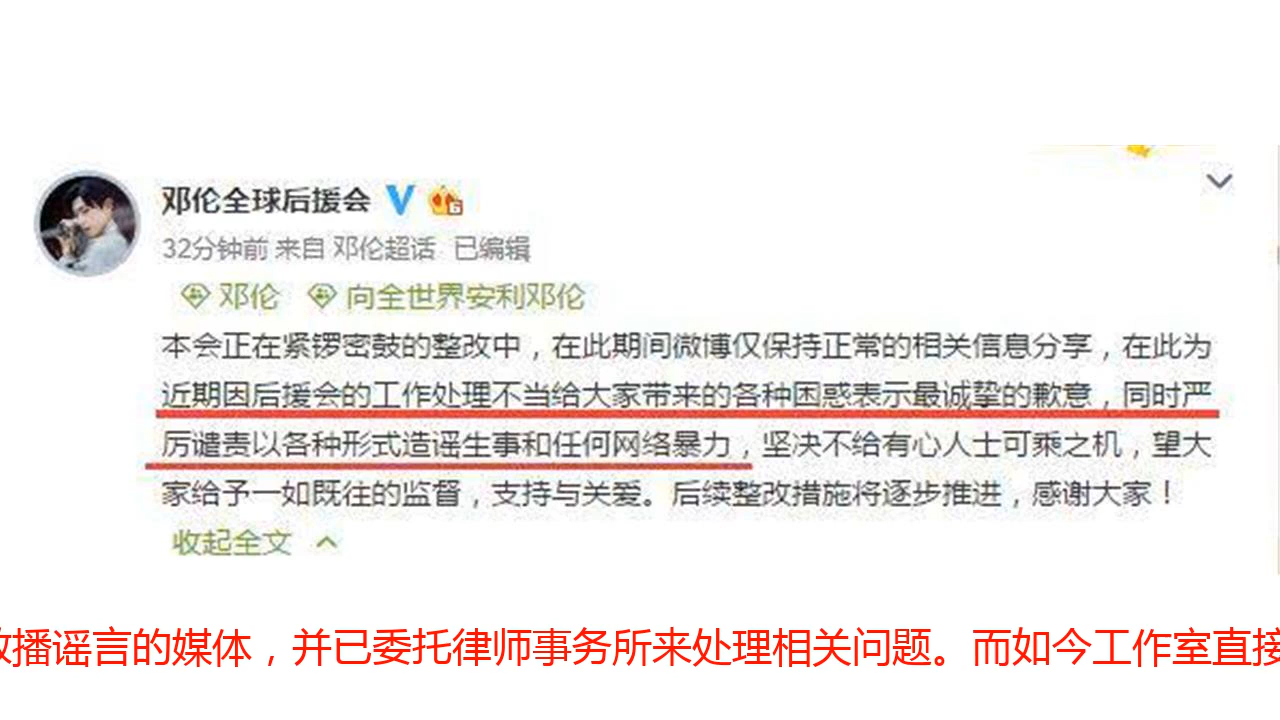 邓伦全球后援会
32分钟前 来自 邓伦超话 已编辑
邓伦 向全世界安利邓伦
本会正在紧锣密鼓的整改中，在此期间微博仅保持正常的相关信息分享，在此为
近期因后援会的工作处理不当给大家带来的各种困惑表示最诚挚的歉意，同时严
厉谴责以各种形式造谣生事和任何网络暴力，坚决不给有心人士可乘之机，望大
家给予一如既往的监督，支持与关爱。后续整改措施将逐步推进，感谢大家！
收起全文
播谣言的媒体，并已委托律师事务所来处理相关问题。而如今工作室直接